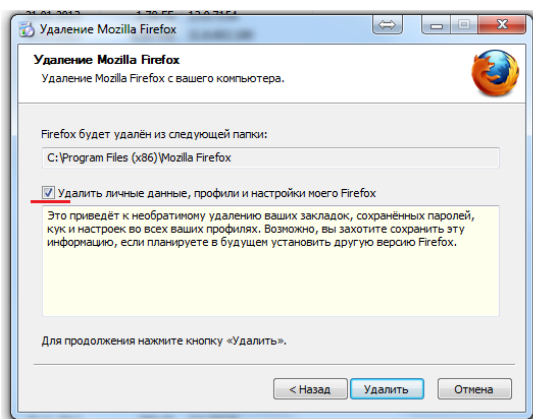 21.01.2013
Удаление Mozilla Firefox
Удаление Mozilla Firefox
Удаление Mozilla Firefox с вашего компьютера.
Firefox будет удалён из следующей папки:
C:\Program Files (x86)\Mozilla Firefox
Удалить личные данные, профили и настройки моего Firefox
Это приведёт к необратимому удалению ваших закладок, сохранённых паролей,
кук и настроек во всех ваших профилях. Возможно, вы захотите сохранить эту
информацию, если планируете в будущем установить другую версию Firefox.
Для продолжения нажмите кнопку «Удалить».
< Назад Удалить Отмена